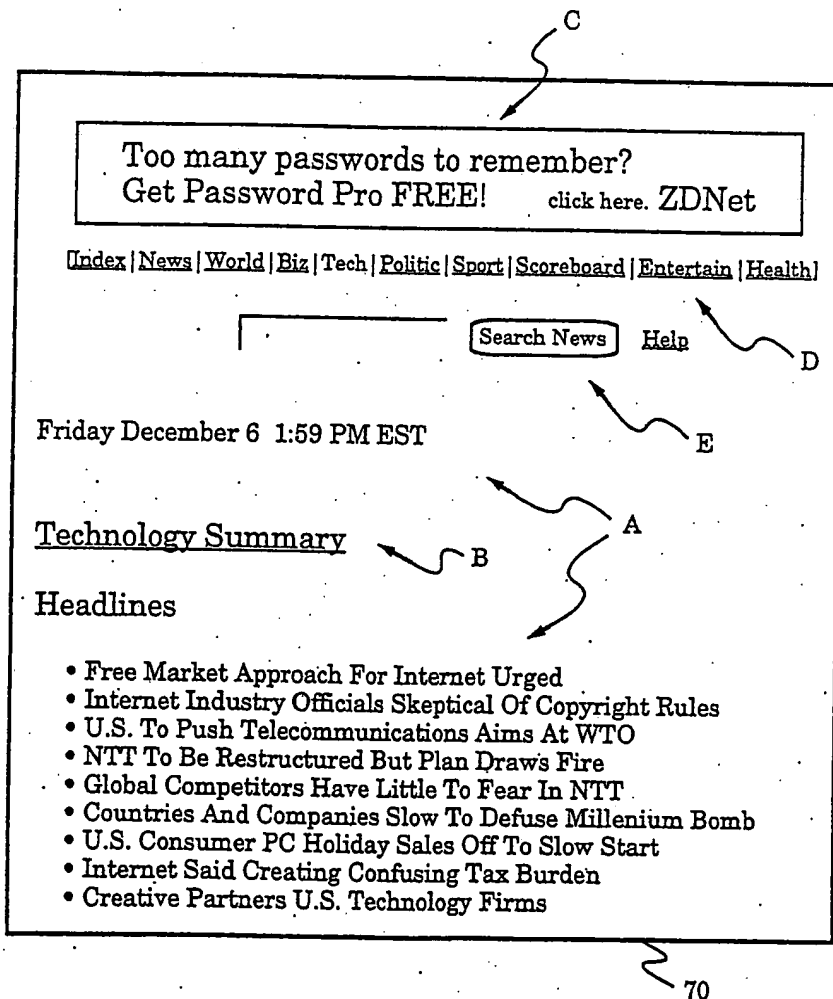 C
Too many passwords to remember?
Get Password Pro FREE! click here. ZDNet
[Index|News|World|Biz|Tech|Politic|Sport|Scoreboard|Entertain|Health]
Search News Help
D
E
Friday December 6 1:59 PM EST
A
Technology Summary
B
Headlines
• Free Market Approach For Internet Urged
• Internet Industry Officials Skeptical Of Copyright Rules
• U.S. To Push Telecommunications Aims At WTO
• NTT To Be Restructured But Plan Draws Fire
• Global Competitors Have Little To Fear In NTT
• Countries And Companies Slow To Defuse Millenium Bomb
• U.S. Consumer PC Holiday Sales Off To Slow Start
• Internet Said Creating Confusing Tax Burden
• Creative Partners U.S. Technology Firms
70